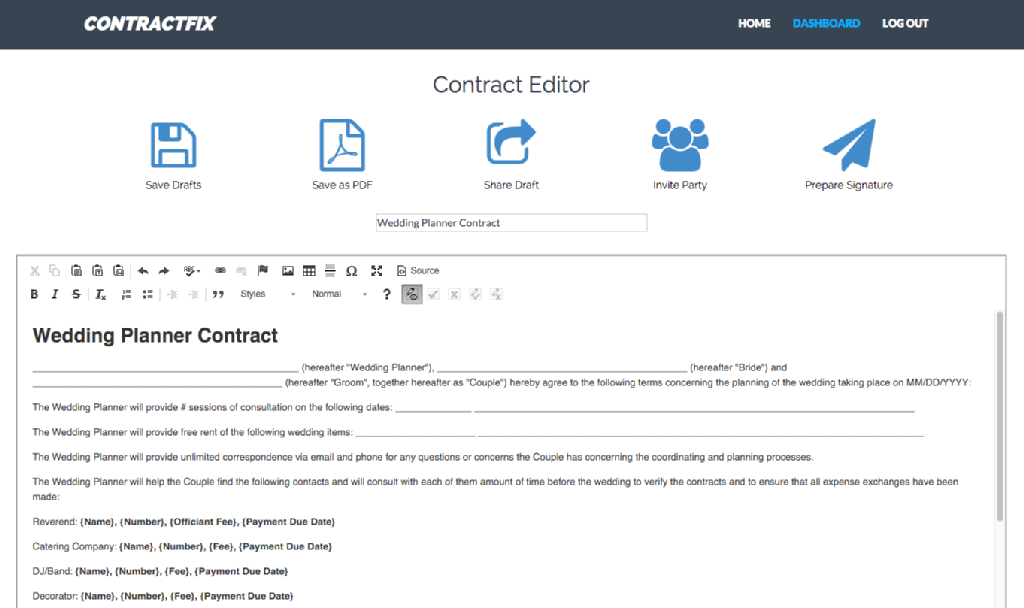 CONTRACTFIX
HOME DASHBOARD LOG OUT
Contract Editor
Save Drafts Save as PDF Share Draft Invite Party Prepare Signature
Wedding Planner Contract
Source
B I S Ix Styles Normal ?
Wedding Planner Contract
____________________ (hereafter "Wedding Planner"), ____________________ (hereafter "Bride") and
____________________ (hereafter "Groom", together hereafter as "Couple") hereby agree to the following terms concerning the planning of the wedding taking place on MM/DD/YYYY:
The Wedding Planner will provide # sessions of consultation on the following dates: __________ ____________________
The Wedding Planner will provide free rent of the following wedding items: __________ ____________________
The Wedding Planner will provide unlimited correspondence via email and phone for any questions or concerns the Couple has concerning the coordinating and planning processes.
The Wedding Planner will help the Couple find the following contacts and will consult with each of them amount of time before the wedding to verify the contracts and to ensure that all expense exchanges have been
made:
Reverend: {Name}, {Number}, {Officiant Fee}, {Payment Due Date}
Catering Company: {Name}, {Number}, {Fee}, {Payment Due Date}
DJ/Band: {Name}, {Number}, {Fee}, {Payment Due Date}
Decorator: {Name}, {Number}, {Fee}, {Payment Due Date}